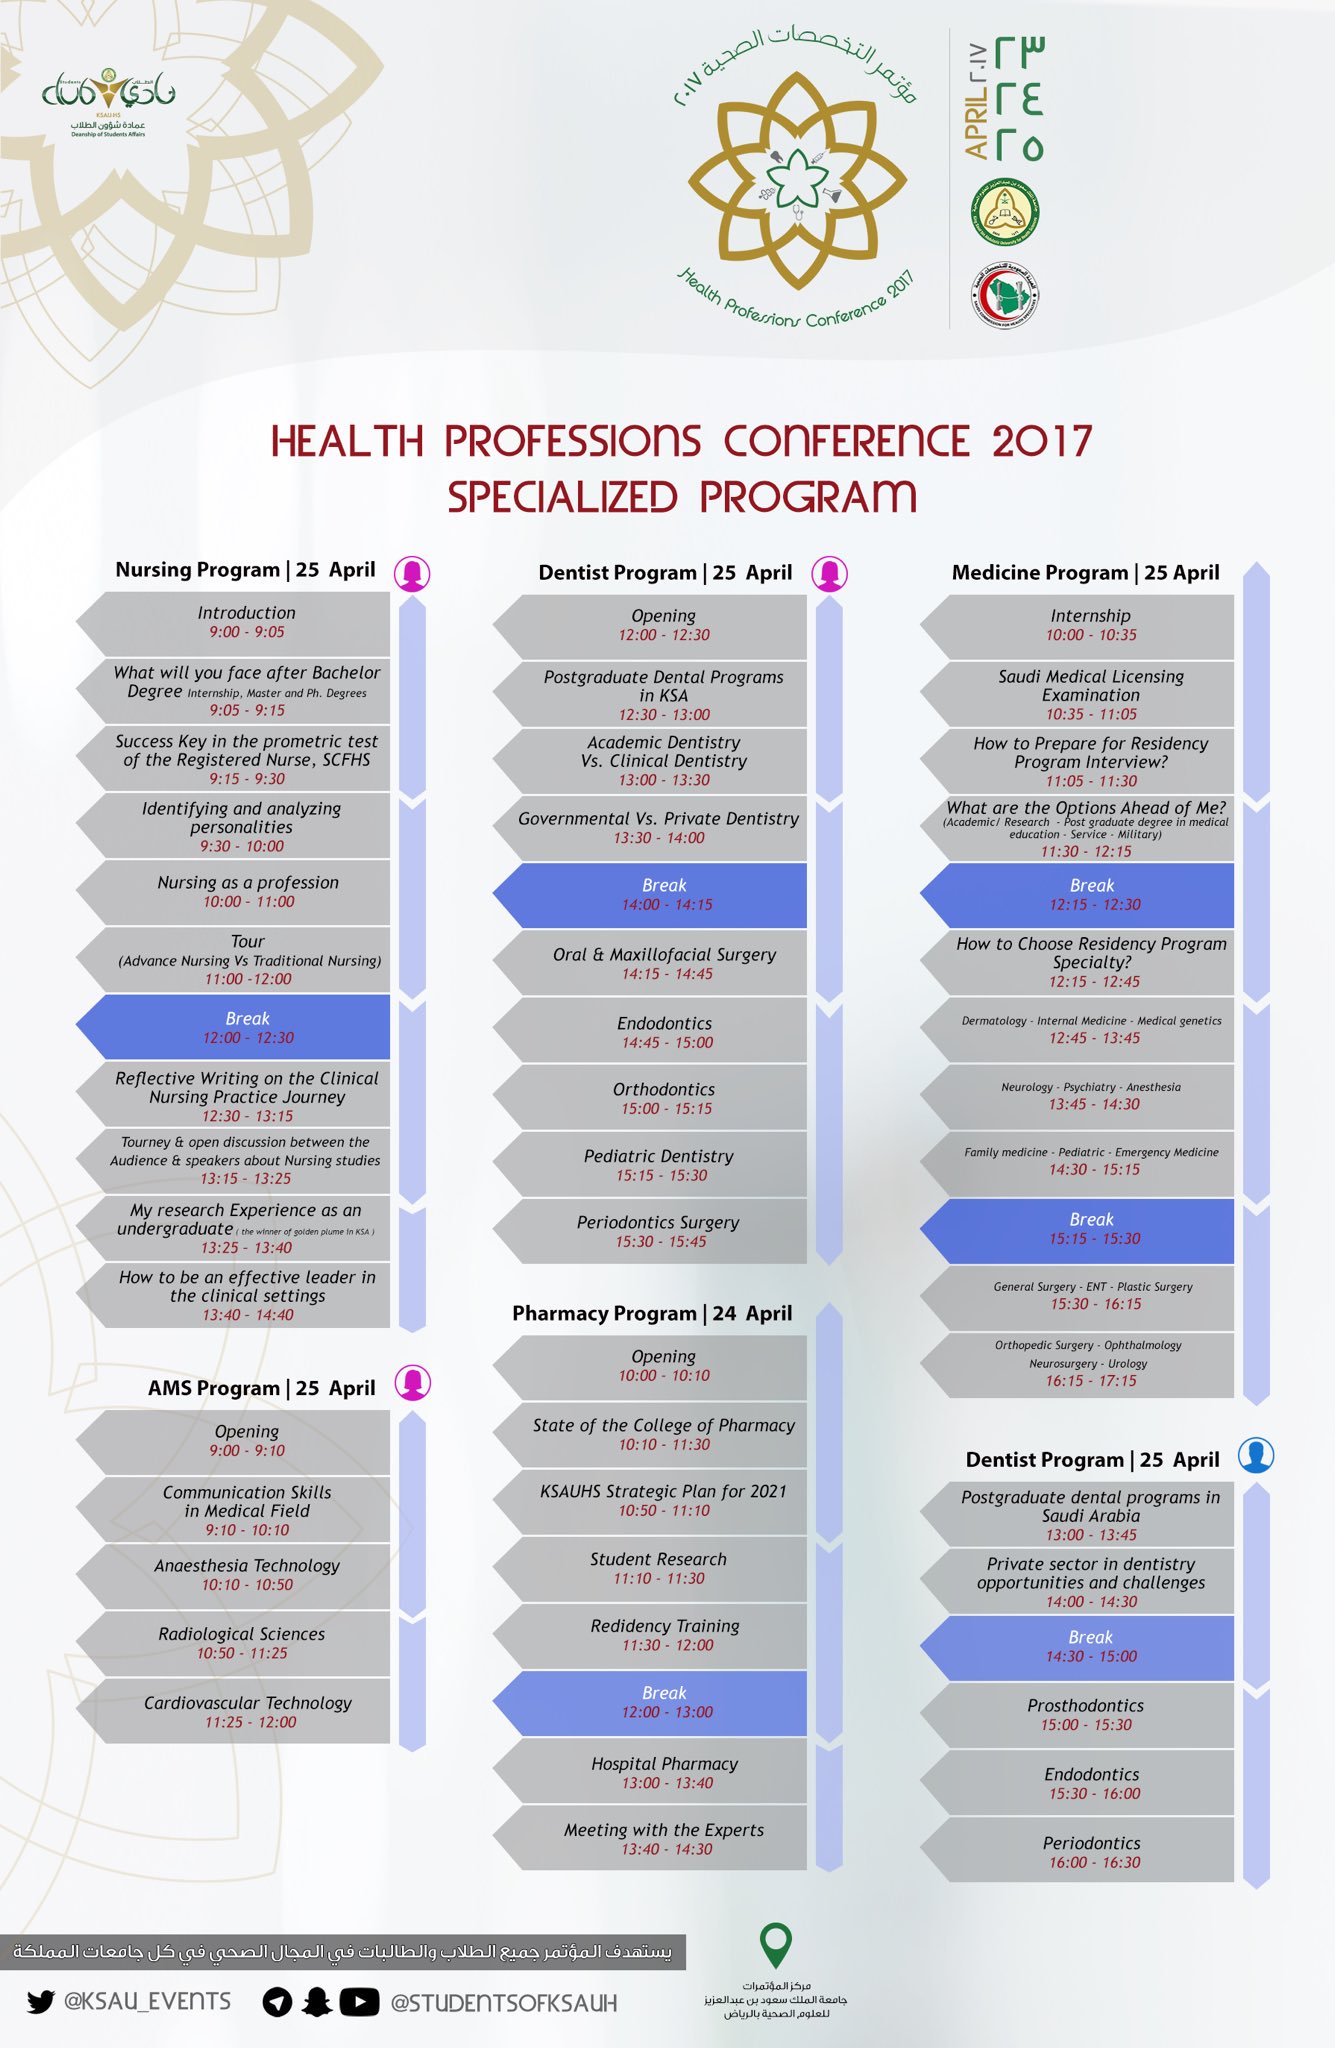 Students
نادي الطلاب
KSAU-HS
عمادة شؤون الطلاب
Deanship of Students Affairs
مؤتمر التخصصات الصحية ٢٠١٧
Health Professions Conference 2017
APRIL ٢٠١٧
٢٣
٢٤
٢٥
HEALTH PROFESSIONS CONFERENCE 2017
SPECIALIZED PROGRAM
Nursing Program | 25 April
Introduction
9:00 - 9:05
What will you face after Bachelor
Degree Internship, Master and Ph. Degrees
9:05 - 9:15
Success Key in the prometric test
of the Registered Nurse, SCFHS
9:15 - 9:30
Identifying and analyzing
personalities
9:30 - 10:00
Nursing as a profession
10:00 - 11:00
Tour
(Advance Nursing Vs Traditional Nursing)
11:00 -12:00
Break
12:00 - 12:30
Reflective Writing on the Clinical
Nursing Practice Journey
12:30 - 13:15
Tourney & open discussion between the
Audience & speakers about Nursing studies
13:15 - 13:25
My research Experience as an
undergraduate ( the winner of golden plume in KSA )
13:25 - 13:40
How to be an effective leader in
the clinical settings
13:40 - 14:40
AMS Program | 25 April
Opening
9:00 - 9:10
Communication Skills
in Medical Field
9:10 - 10:10
Anaesthesia Technology
10:10 - 10:50
Radiological Sciences
10:50 - 11:25
Cardiovascular Technology
11:25 - 12:00
Dentist Program | 25 April
Opening
12:00 - 12:30
Postgraduate Dental Programs
in KSA
12:30 - 13:00
Academic Dentistry
Vs. Clinical Dentistry
13:00 - 13:30
Governmental Vs. Private Dentistry
13:30 - 14:00
Break
14:00 - 14:15
Oral & Maxillofacial Surgery
14:15 - 14:45
Endodontics
14:45 - 15:00
Orthodontics
15:00 - 15:15
Pediatric Dentistry
15:15 - 15:30
Periodontics Surgery
15:30 - 15:45
Pharmacy Program | 24 April
Opening
10:00 - 10:10
State of the College of Pharmacy
10:10 - 11:30
KSAUHS Strategic Plan for 2021
10:50 - 11:10
Student Research
11:10 - 11:30
Redidency Training
11:30 - 12:00
Break
12:00 - 13:00
Hospital Pharmacy
13:00 - 13:40
Meeting with the Experts
13:40 - 14:30
Medicine Program | 25 April
Internship
10:00 - 10:35
Saudi Medical Licensing
Examination
10:35 - 11:05
How to Prepare for Residency
Program Interview?
11:05 - 11:30
What are the Options Ahead of Me?
(Academic/ Research - Post graduate degree in medical
education - Service - Military)
11:30 - 12:15
Break
12:15 - 12:30
How to Choose Residency Program
Specialty?
12:15 - 12:45
Dermatology - Internal Medicine - Medical genetics
12:45 - 13:45
Neurology - Psychiatry - Anesthesia
13:45 - 14:30
Family medicine - Pediatric - Emergency Medicine
14:30 - 15:15
Break
15:15 - 15:30
General Surgery - ENT - Plastic Surgery
15:30 - 16:15
Orthopedic Surgery - Ophthalmology
Neurosurgery - Urology
16:15 - 17:15
Dentist Program | 25 April
Postgraduate dental programs in
Saudi Arabia
13:00 - 13:45
Private sector in dentistry
opportunities and challenges
14:00 - 14:30
Break
14:30 - 15:00
Prosthodontics
15:00 - 15:30
Endodontics
15:30 - 16:00
Periodontics
16:00 - 16:30
يستهدف المؤتمر جميع الطلاب والطالبات في المجال الصحي في كل جامعات المملكة
@KSAU_EVENTS
@STUDENTSOFKSAUH
مركز المؤتمرات
جامعة الملك سعود بن عبدالعزيز
للعلوم الصحية بالرياض